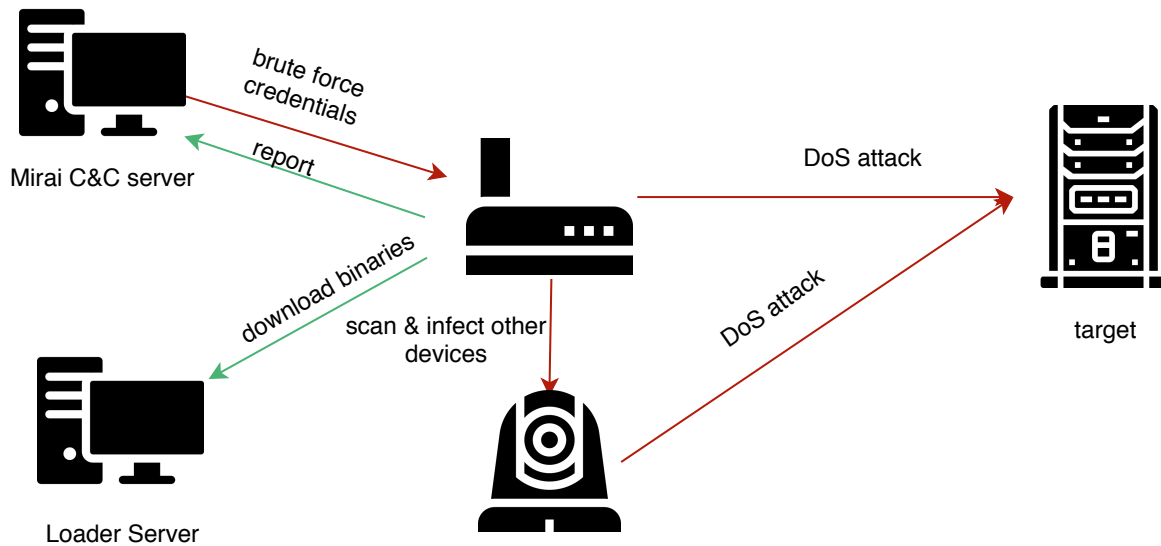 brute force
credentials
report
Mirai C&C server
DoS attack
download binaries
scan & infect other
devices
DoS attack
target
Loader Server